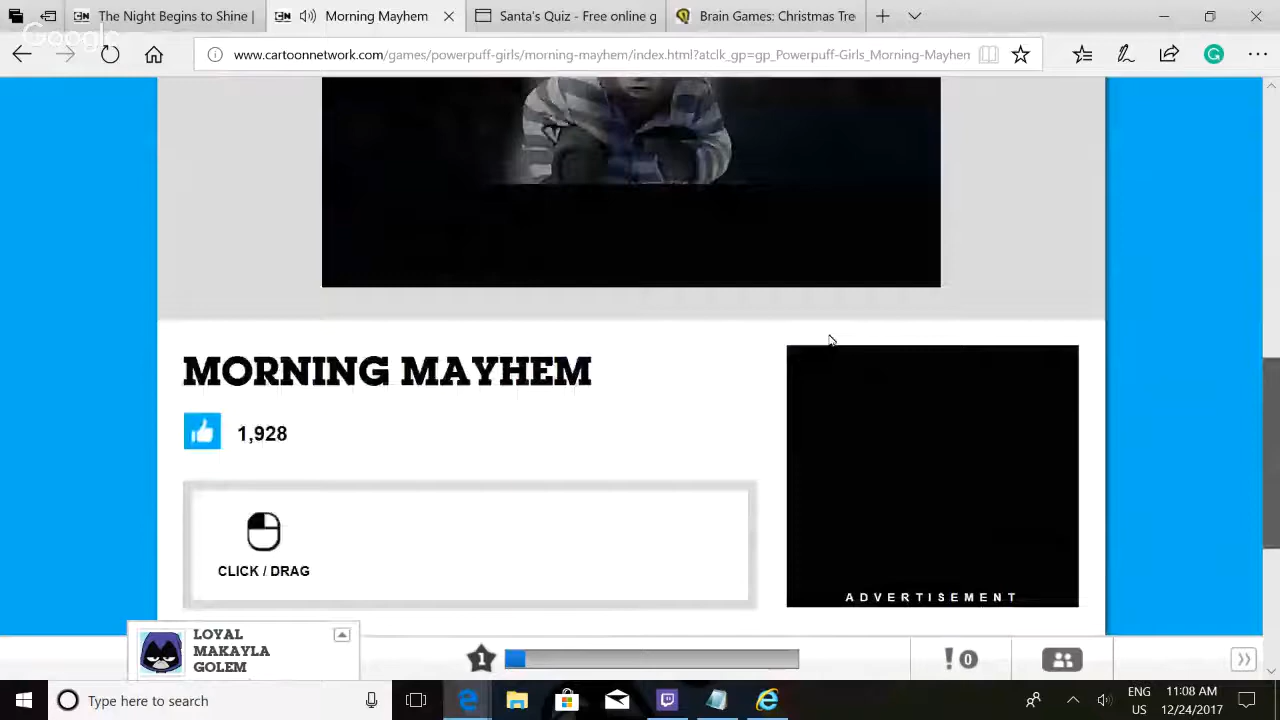 The Night Begins to Shine |
Morning Mayhem
Santa's Quiz - Free online g
Brain Games: Christmas Tre
Google
www.cartoonnetwork.com/games/powerpuff-girls/morning-mayhem/index.html?atclk_gp=gp_Powerpuff-Girls_Morning-Mayhem
MORNING MAYHEM
1,928
CLICK / DRAG
ADVERTISEMENT
LOYAL
MAKAYLA
GOLEM
1
! 0
Type here to search
ENG
US
11:08 AM
12/24/2017